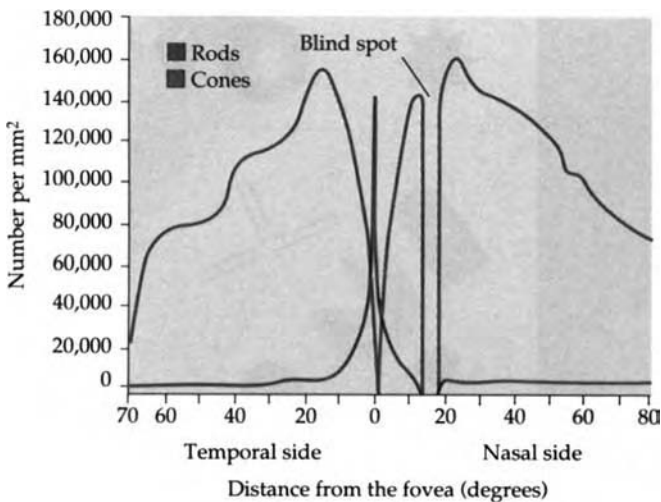 180,000
160,000
140,000
120,000
100,000
80,000
60,000
40,000
20,000
0
Number per mm²
Rods
Cones
Blind spot
70 60 40 20 0 20 40 60 80
Temporal side Nasal side
Distance from the fovea (degrees)